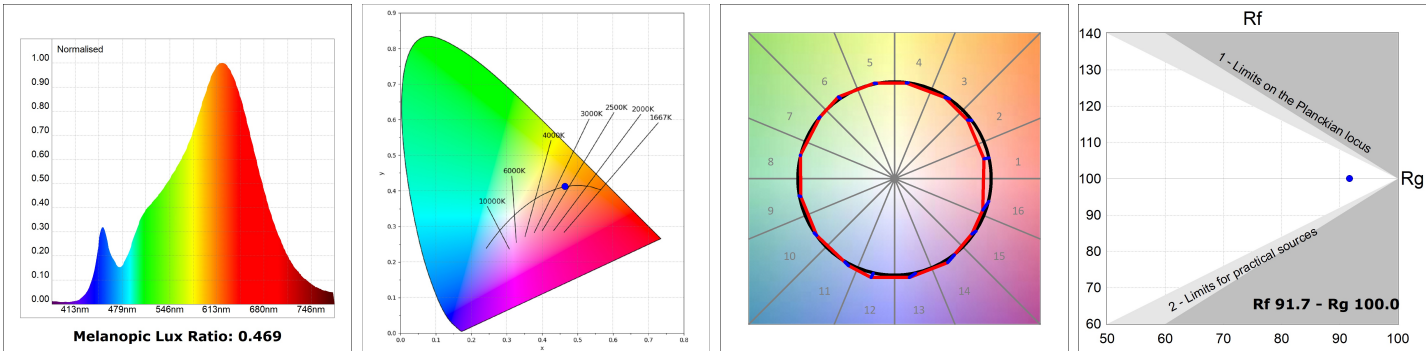 Normalised
1.00
0.90
0.80
0.70
0.60
0.50
0.40
0.30
0.20
0.10
0.00
413nm 479nm 546nm 613nm 680nm 746nm
Melanopic Lux Ratio: 0.469
0.9
0.8
0.7
0.6
0.5
0.4
0.3
0.2
0.1
0.0
y
0.0 0.1 0.2 0.3 0.4 0.5 0.6 0.7 0.8
x
10000K
6000K
4000K
3000K
2500K
2000K
1667K
1
2
3
4
5
6
7
8
9
10
11
12
13
14
15
16
Rf
140
130
120
110
100
90
80
70
60
50 60 70 80 90 100
Rg
1 - Limits on the Planckian locus
2 - Limits for practical sources
Rf 91.7 - Rg 100.0